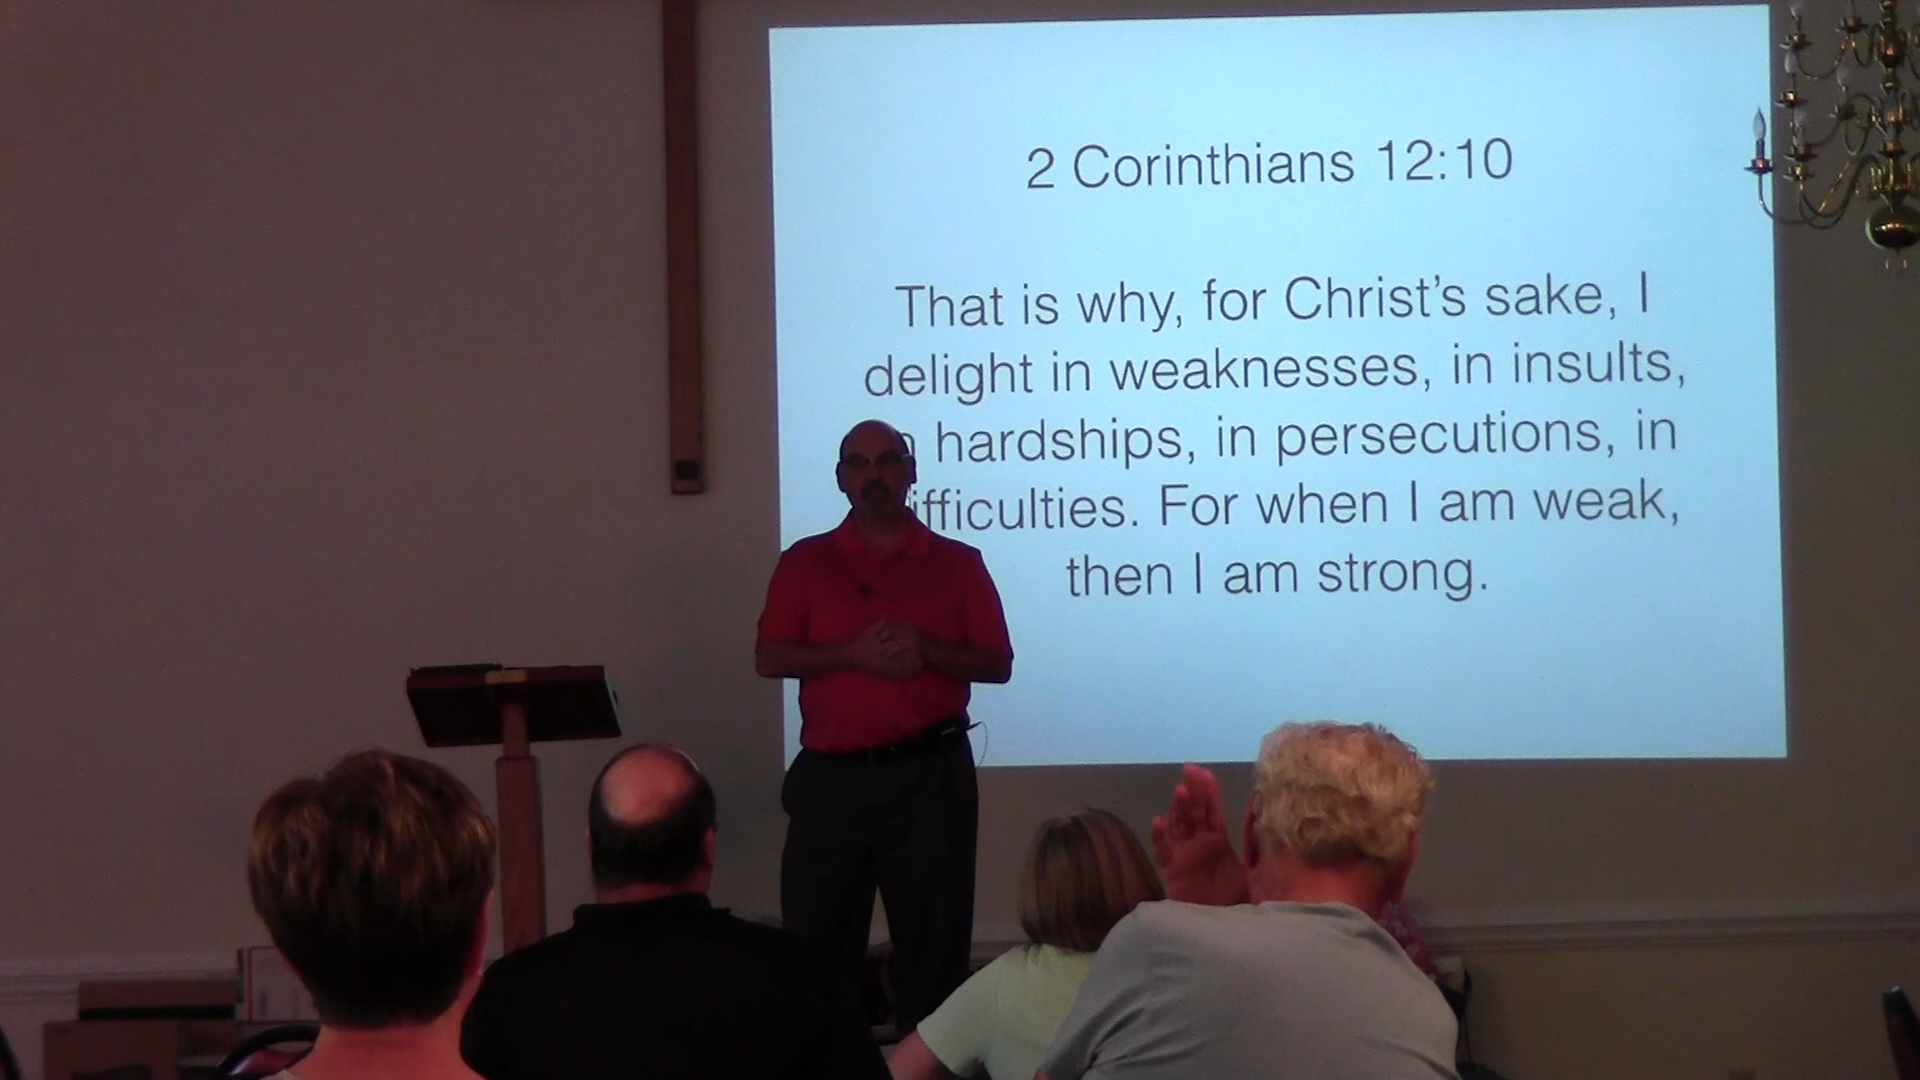 2 Corinthians 12:10
That is why, for Christ's sake, I
delight in weaknesses, in insults,
hardships, in persecutions, in
ifficulties. For when I am weak,
then I am strong.